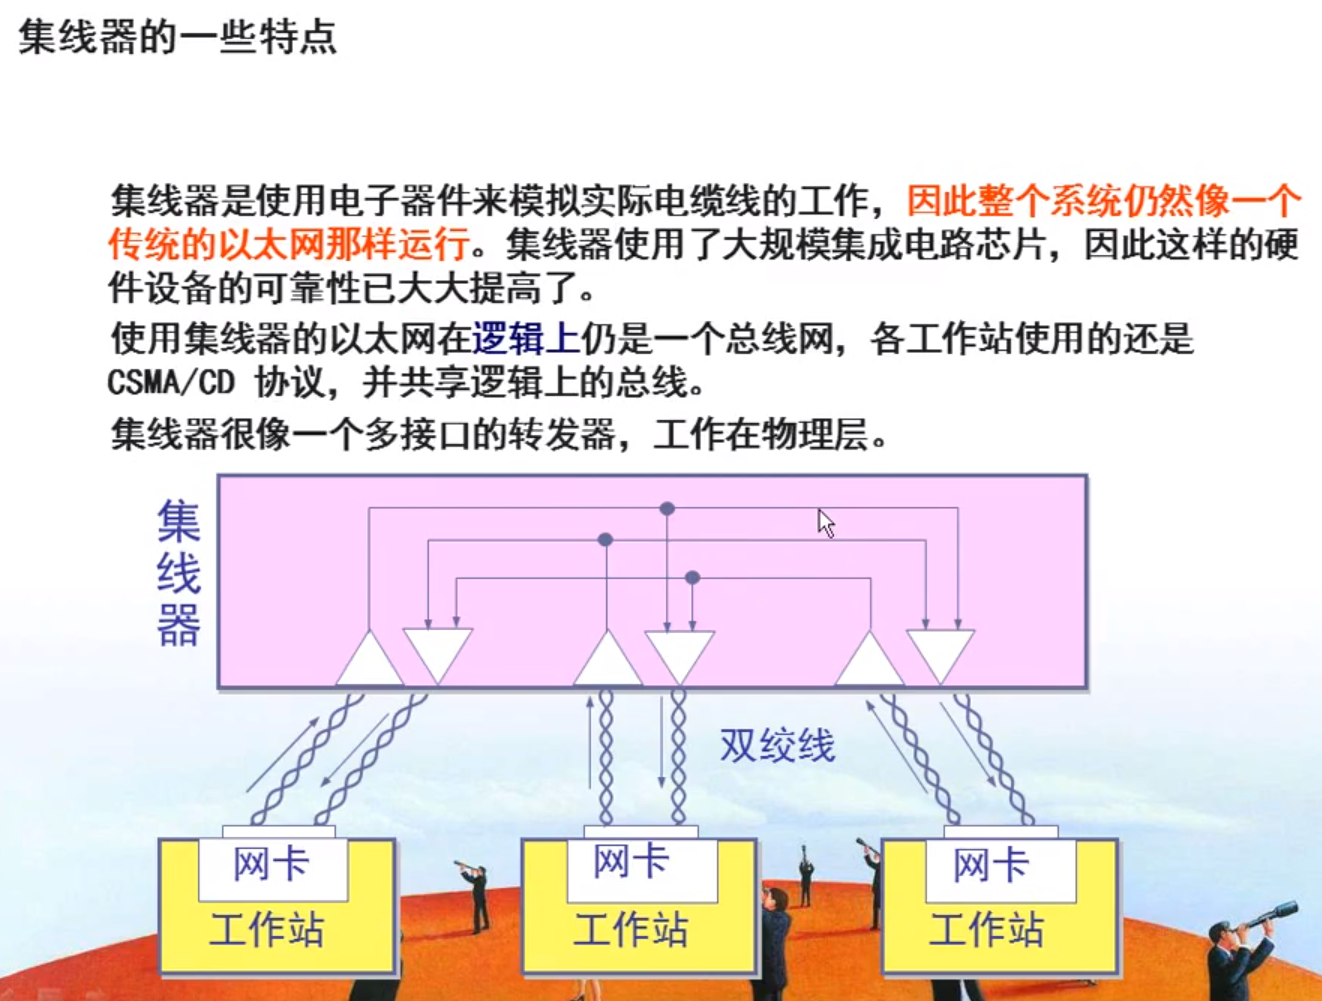 集线器的一些特点
集线器是使用电子器件来模拟实际电缆线的工作，因此整个系统仍然像一个
传统的以太网那样运行。集线器使用了大规模集成电路芯片，因此这样的硬
件设备的可靠性已大大提高了。
使用集线器的以太网在逻辑上仍是一个总线网，各工作站使用的还是
CSMA/CD 协议，并共享逻辑上的总线。
集线器很像一个多接口的转发器，工作在物理层。
集线器
双绞线
网卡
网卡
网卡
工作站
工作站
工作站